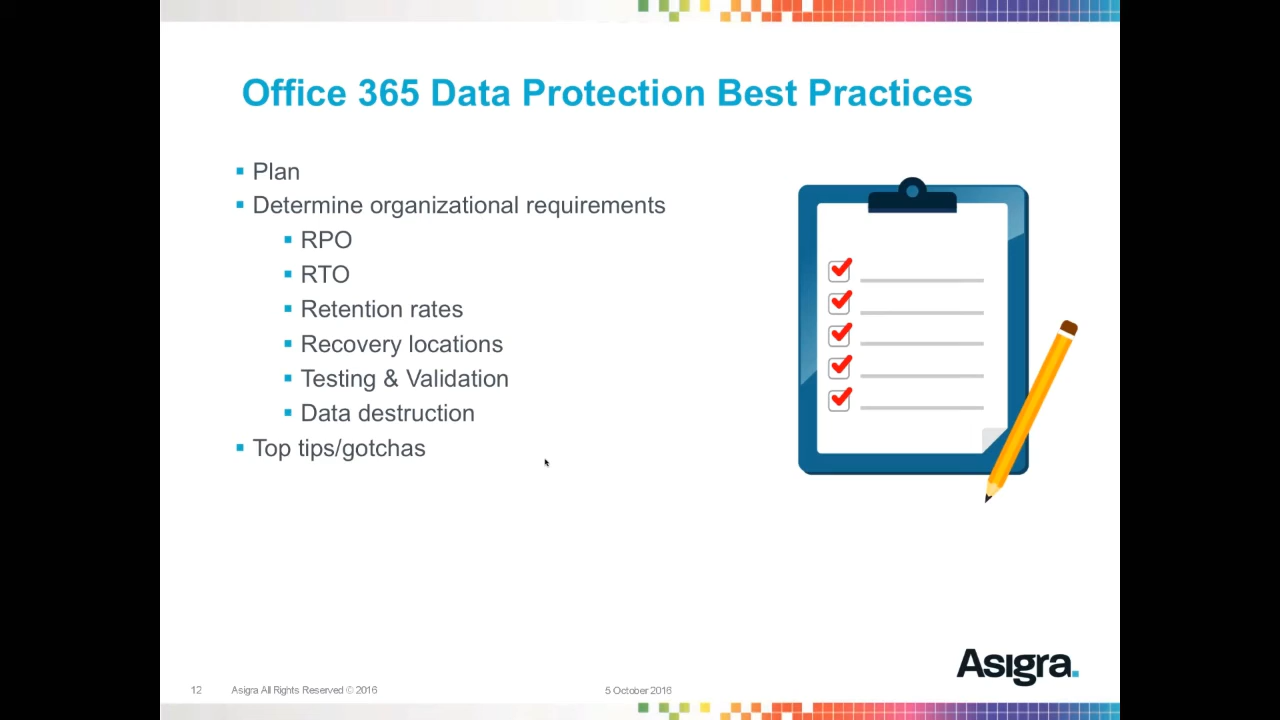 Office 365 Data Protection Best Practices
Plan
Determine organizational requirements
RPO
RTO
Retention rates
Recovery locations
Testing & Validation
Data destruction
Top tips/gotchas
Asigra.
12 Asigra All Rights Reserved © 2016 5 October 2016